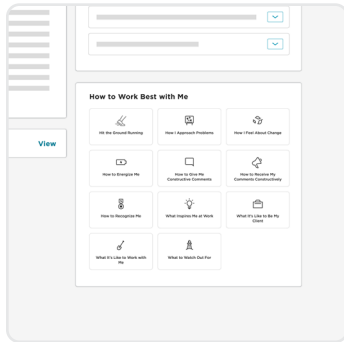 View
How to Work Best with Me
Hit the Ground Running
How I Approach Problems
How I Feel About Change
How to Energize Me
How to Give Me
Constructive Comments
How to Receive My
Comments Constructively
How to Recognize Me
What Inspires Me at Work
What It's Like to Be My
Client
What It's Like to Work with
Me
What to Watch Out For